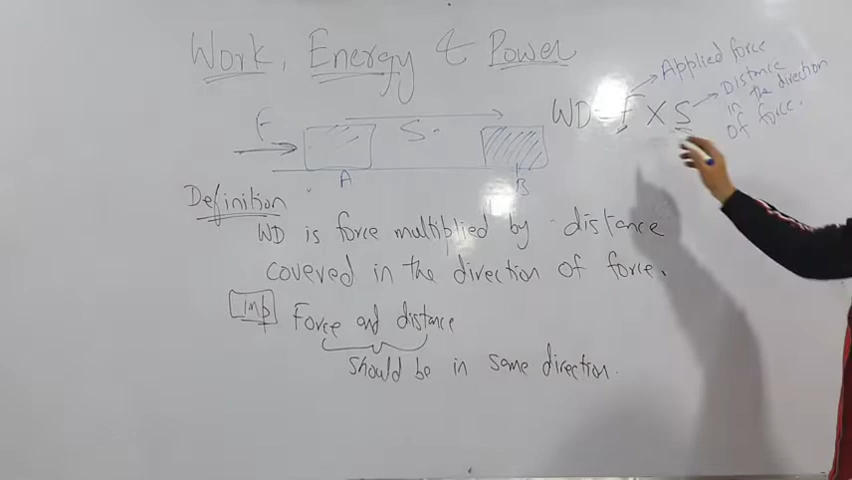 Work, Energy & Power
F
S
A
B
WD = F X S
Applied force
Distance
in the direction
of force.
Definition
WD is force multiplied by distance
covered in the direction of force.
imp Force and distance
should be in same direction.